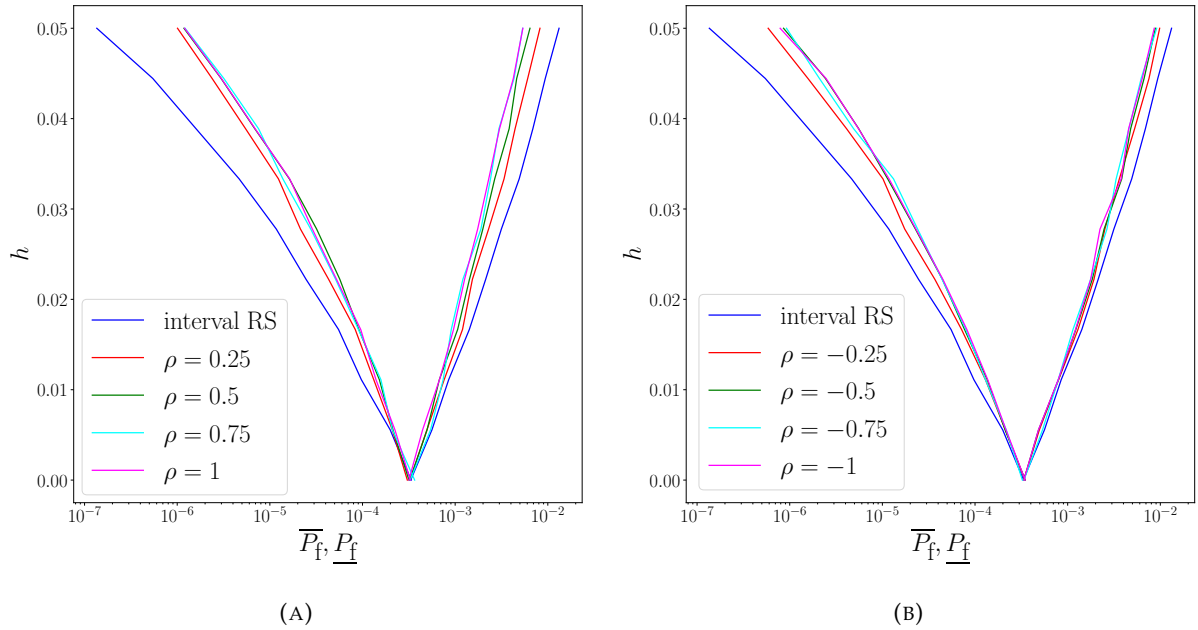 0.05
0.04
0.03
0.02
0.01
0.00
h
interval RS
ρ = 0.25
ρ = 0.5
ρ = 0.75
ρ = 1
10⁻⁷ 10⁻⁶ 10⁻⁵ 10⁻⁴ 10⁻³ 10⁻²
P̅f, P̲f
(A)
0.05
0.04
0.03
0.02
0.01
0.00
h
interval RS
ρ = −0.25
ρ = −0.5
ρ = −0.75
ρ = −1
10⁻⁷ 10⁻⁶ 10⁻⁵ 10⁻⁴ 10⁻³ 10⁻²
P̅f, P̲f
(B)